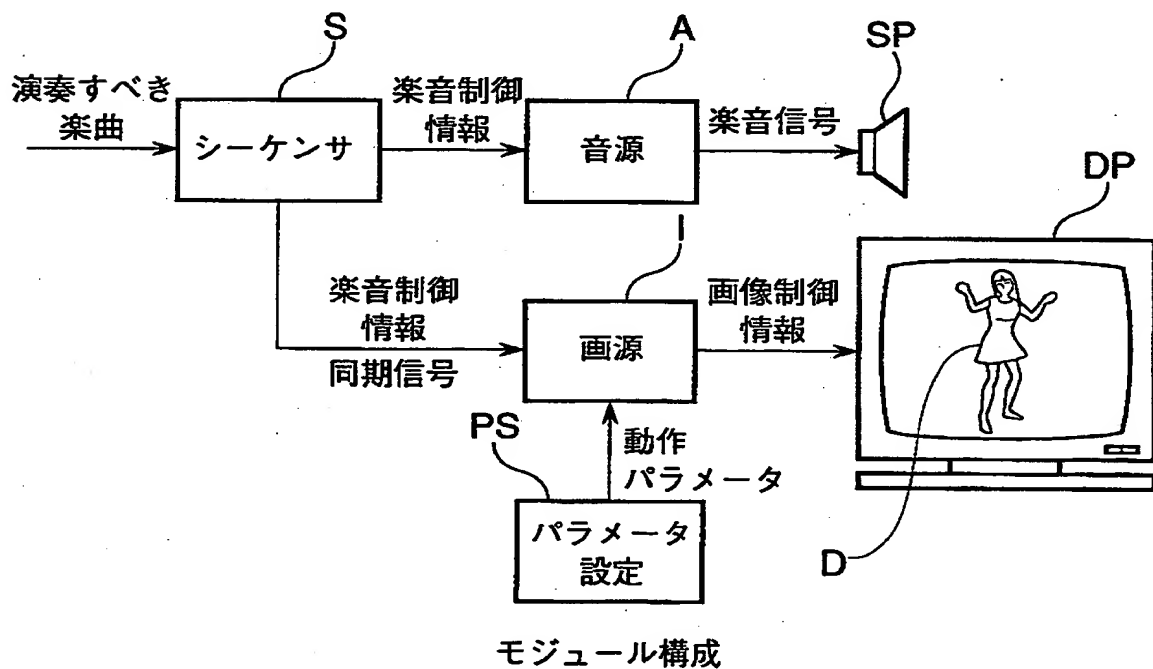 S
A
SP
演奏すべき
楽曲
シーケンサ
楽音制御
情報
音源
楽音信号
DP
I
楽音制御
情報
同期信号
画源
画像制御
情報
PS
動作
パラメータ
パラメータ
設定
D
モジュール構成